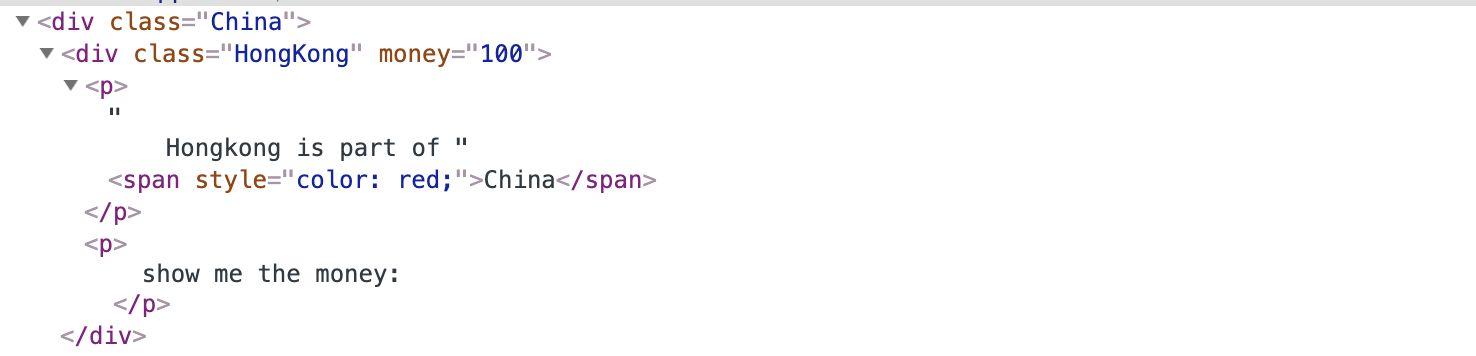 <div class="China">
<div class="HongKong" money="100">
<p>
"
Hongkong is part of "
<span style="color: red;">China</span>
</p>
<p>
show me the money:
</p>
</div>